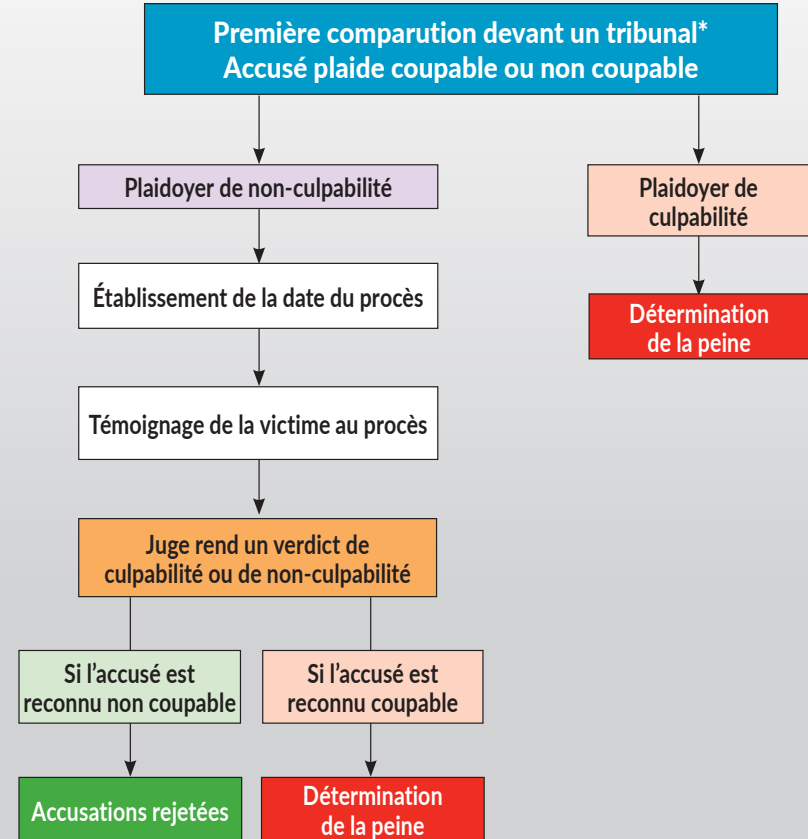 Première comparution devant un tribunal*
Accusé plaide coupable ou non coupable
Plaidoyer de non-culpabilité
Plaidoyer de
culpabilité
Établissement de la date du procès
Détermination
de la peine
Témoignage de la victime au procès
Juge rend un verdict de
culpabilité ou de non-culpabilité
Si l’accusé est
reconnu non coupable
Si l’accusé est
reconnu coupable
Accusations rejetées
Détermination
de la peine